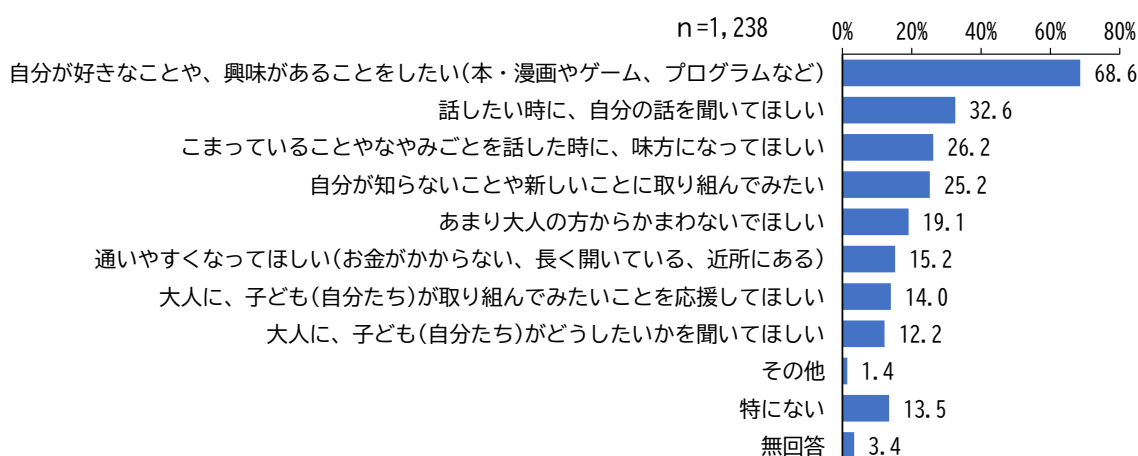 n=1,238
0% 20% 40% 60% 80%
自分が好きなことや、興味があることをしたい(本・漫画やゲーム、プログラムなど) 68.6
話したい時に、自分の話を聞いてほしい 32.6
こまっていることやなやみごとを話した時に、味方になってほしい 26.2
自分が知らないことや新しいことに取り組んでみたい 25.2
あまり大人の方からかまわないでほしい 19.1
通いやすくなってほしい(お金がかからない、長く開いている、近所にある) 15.2
大人に、子ども(自分たち)が取り組んでみたいことを応援してほしい 14.0
大人に、子ども(自分たち)がどうしたいかを聞いてほしい 12.2
その他 1.4
特にない 13.5
無回答 3.4